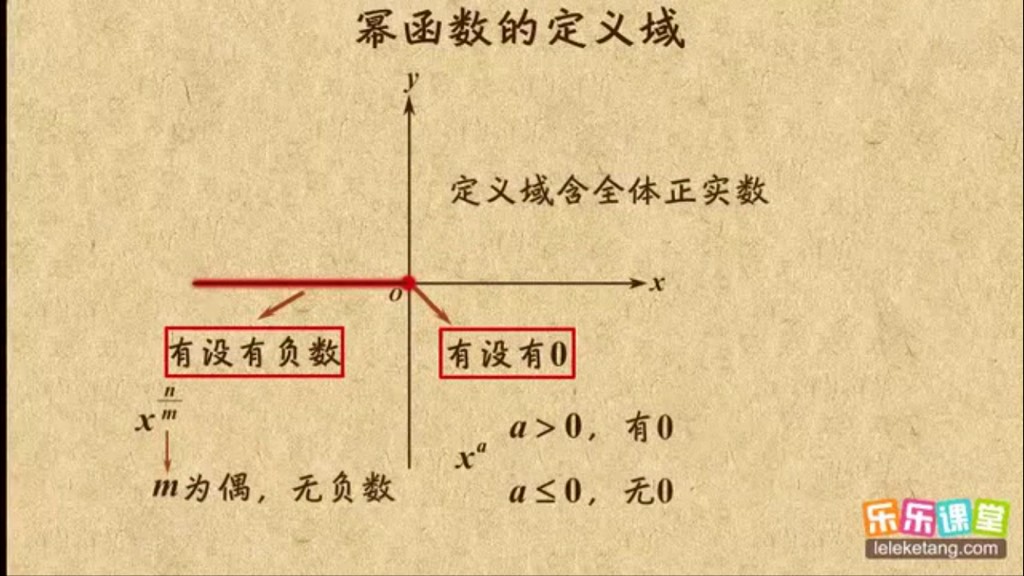 幂函数的定义域
y
定义域含全体正实数
x
o
有没有负数
有没有0
x^{\frac{n}{m}}
a > 0，有0
x^a
m为偶，无负数
a ≤ 0，无0
乐乐课堂
leleketang.com